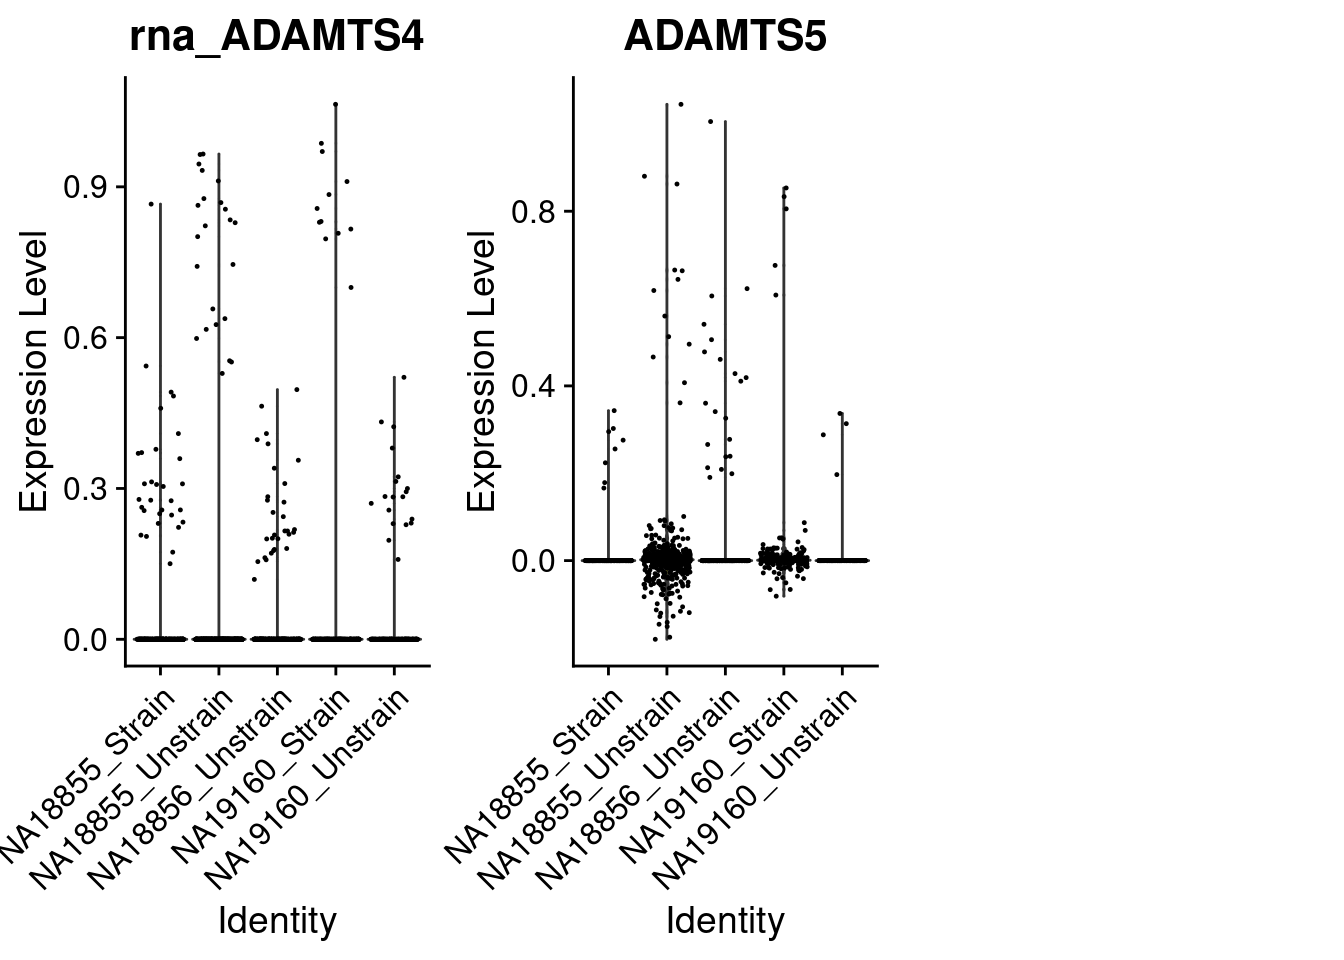 rna_ADAMTS4
Expression Level
0.9
0.6
0.3
0.0
NA18855_Strain
NA18855_Unstrain
NA18856_Unstrain
NA19160_Strain
NA19160_Unstrain
Identity
ADAMTS5
Expression Level
0.8
0.4
0.0
NA18855_Strain
NA18855_Unstrain
NA18856_Unstrain
NA19160_Strain
NA19160_Unstrain
Identity